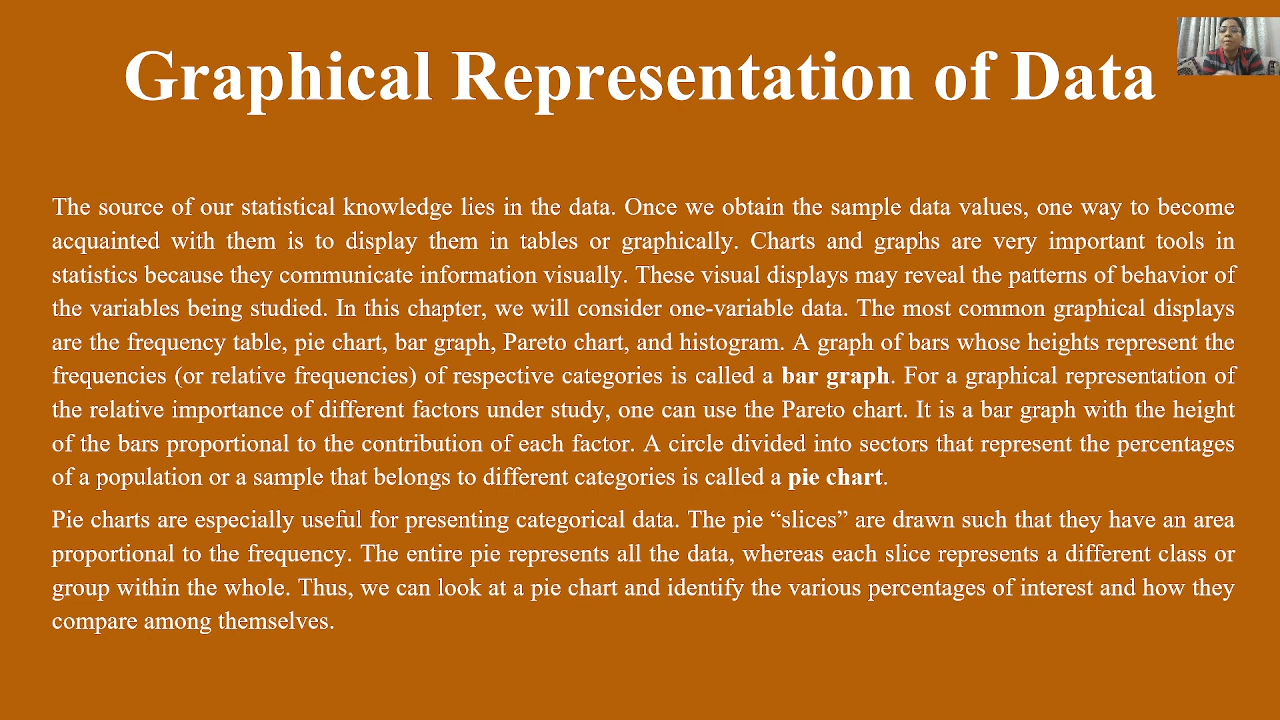 Graphical Representation of Data
The source of our statistical knowledge lies in the data. Once we obtain the sample data values, one way to become
acquainted with them is to display them in tables or graphically. Charts and graphs are very important tools in
statistics because they communicate information visually. These visual displays may reveal the patterns of behavior of
the variables being studied. In this chapter, we will consider one-variable data. The most common graphical displays
are the frequency table, pie chart, bar graph, Pareto chart, and histogram. A graph of bars whose heights represent the
frequencies (or relative frequencies) of respective categories is called a bar graph. For a graphical representation of
the relative importance of different factors under study, one can use the Pareto chart. It is a bar graph with the height
of the bars proportional to the contribution of each factor. A circle divided into sectors that represent the percentages
of a population or a sample that belongs to different categories is called a pie chart.
Pie charts are especially useful for presenting categorical data. The pie “slices” are drawn such that they have an area
proportional to the frequency. The entire pie represents all the data, whereas each slice represents a different class or
group within the whole. Thus, we can look at a pie chart and identify the various percentages of interest and how they
compare among themselves.